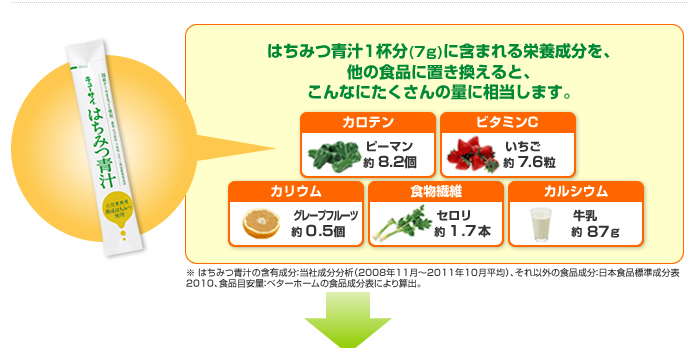 はちみつ青汁1杯分(7g)に含まれる栄養成分を、
他の食品に置き換えると、
こんなにたくさんの量に相当します。
キューサイ
はちみつ青汁
カロテン
ピーマン
約 8.2個
ビタミンC
いちご
約 7.6粒
カリウム
グレープフルーツ
約 0.5個
食物繊維
セロリ
約 1.7本
カルシウム
牛乳
約 87g
※ はちみつ青汁の含有成分:当社成分分析(2008年11月～2011年10月平均)、それ以外の食品成分:日本食品標準成分表
2010、食品目安量:ベターホームの食品成分表により算出。